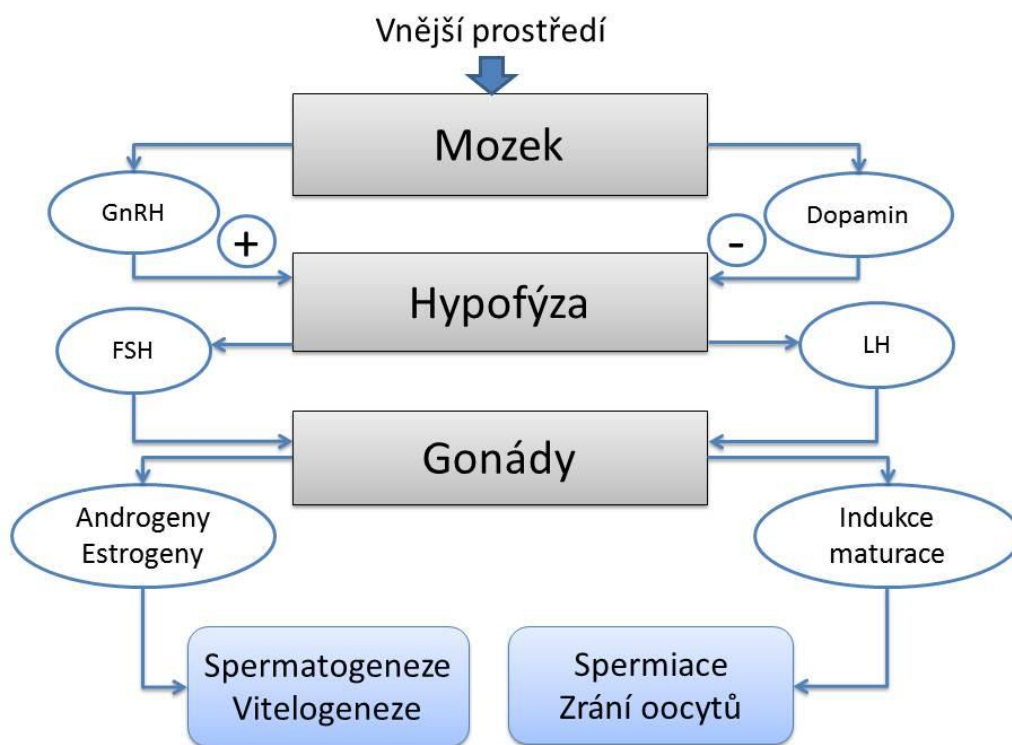 Vnější prostředí
Mozek
GnRH
Dopamin
+
-
Hypofýza
FSH
LH
Gonády
Androgeny
Estrogeny
Indukce
maturace
Spermatogeneze
Vitelogeneze
Spermiace
Zrání oocytů